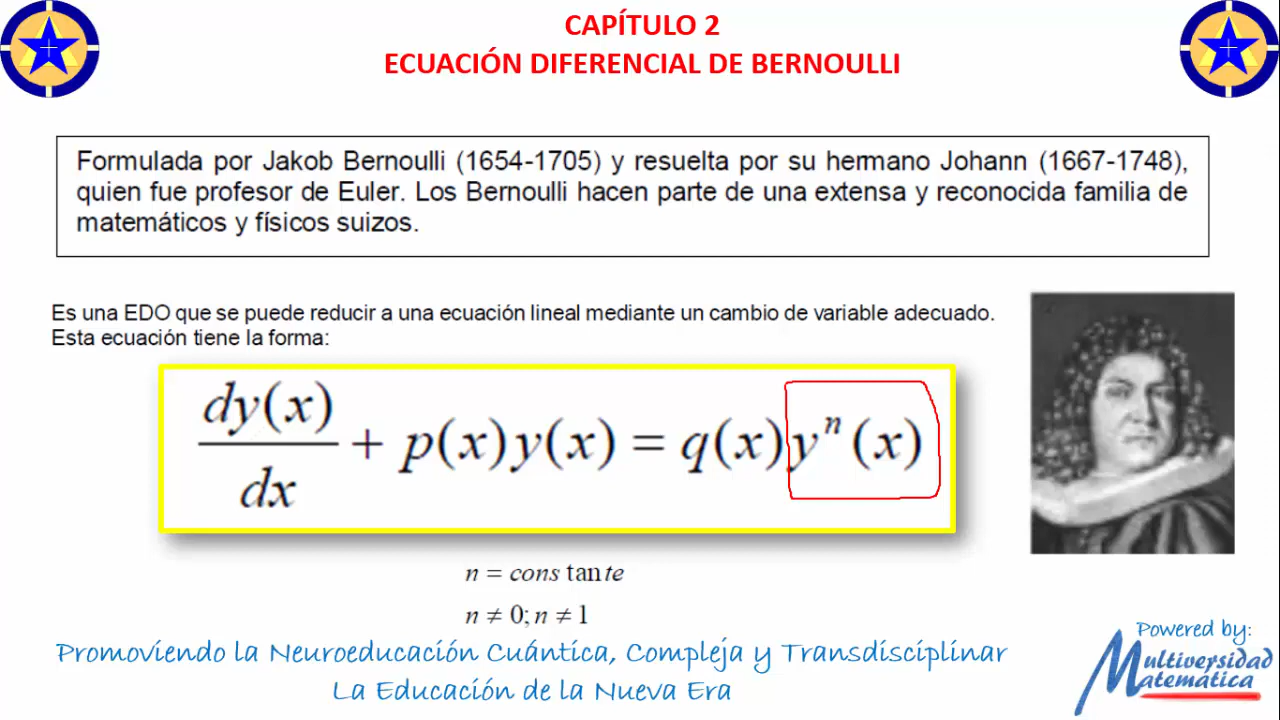 CAPÍTULO 2
ECUACIÓN DIFERENCIAL DE BERNOULLI
Formulada por Jakob Bernoulli (1654-1705) y resuelta por su hermano Johann (1667-1748),
quien fue profesor de Euler. Los Bernoulli hacen parte de una extensa y reconocida familia de
matemáticos y físicos suizos.
Es una EDO que se puede reducir a una ecuación lineal mediante un cambio de variable adecuado.
Esta ecuación tiene la forma:
dy(x)/dx + p(x)y(x) = q(x)yⁿ(x)
n = cons tan te
n ≠ 0; n ≠ 1
Promoviendo la Neuroeducación Cuántica, Compleja y Transdisciplinar
La Educación de la Nueva Era
Powered by:
Multiversidad
Matemática